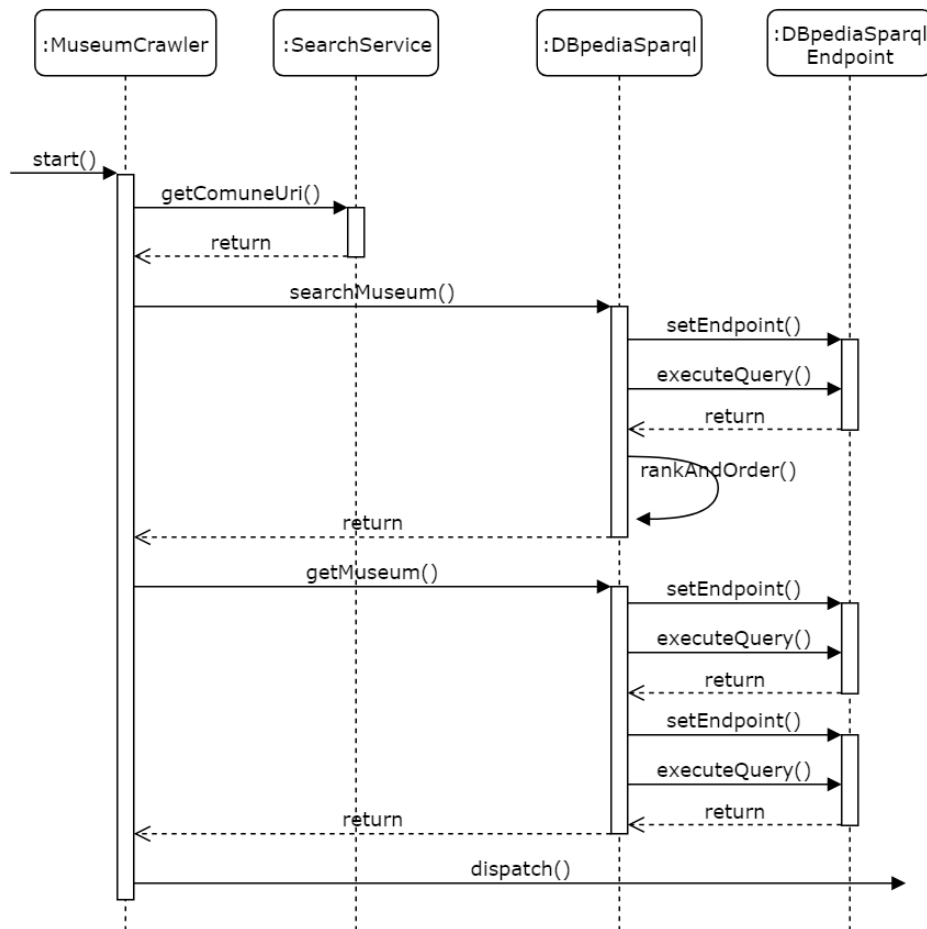 :MuseumCrawler
:SearchService
:DBpediaSparql
:DBpediaSparql
Endpoint
start()
getComuneUri()
return
searchMuseum()
setEndpoint()
executeQuery()
return
rankAndOrder()
return
getMuseum()
setEndpoint()
executeQuery()
return
setEndpoint()
executeQuery()
return
return
dispatch()